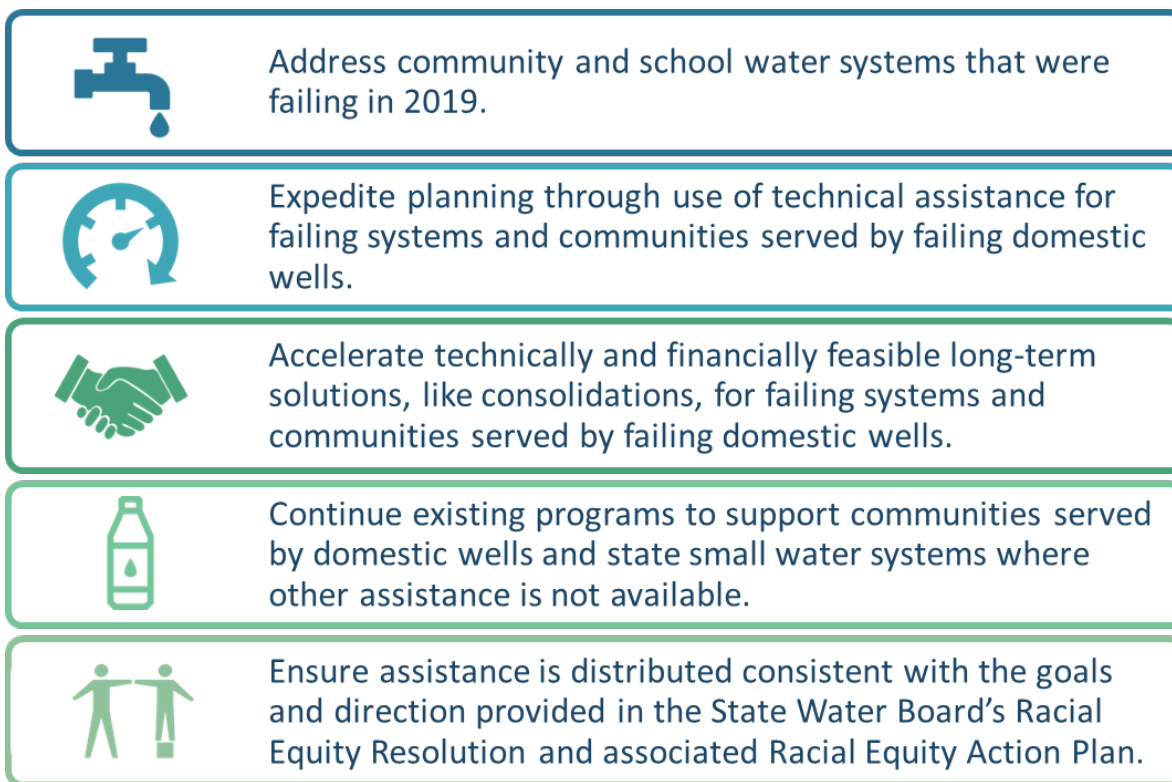 Address community and school water systems that were
failing in 2019.
Expedite planning through use of technical assistance for
failing systems and communities served by failing domestic
wells.
Accelerate technically and financially feasible long-term
solutions, like consolidations, for failing systems and
communities served by failing domestic wells.
Continue existing programs to support communities served
by domestic wells and state small water systems where
other assistance is not available.
Ensure assistance is distributed consistent with the goals
and direction provided in the State Water Board’s Racial
Equity Resolution and associated Racial Equity Action Plan.